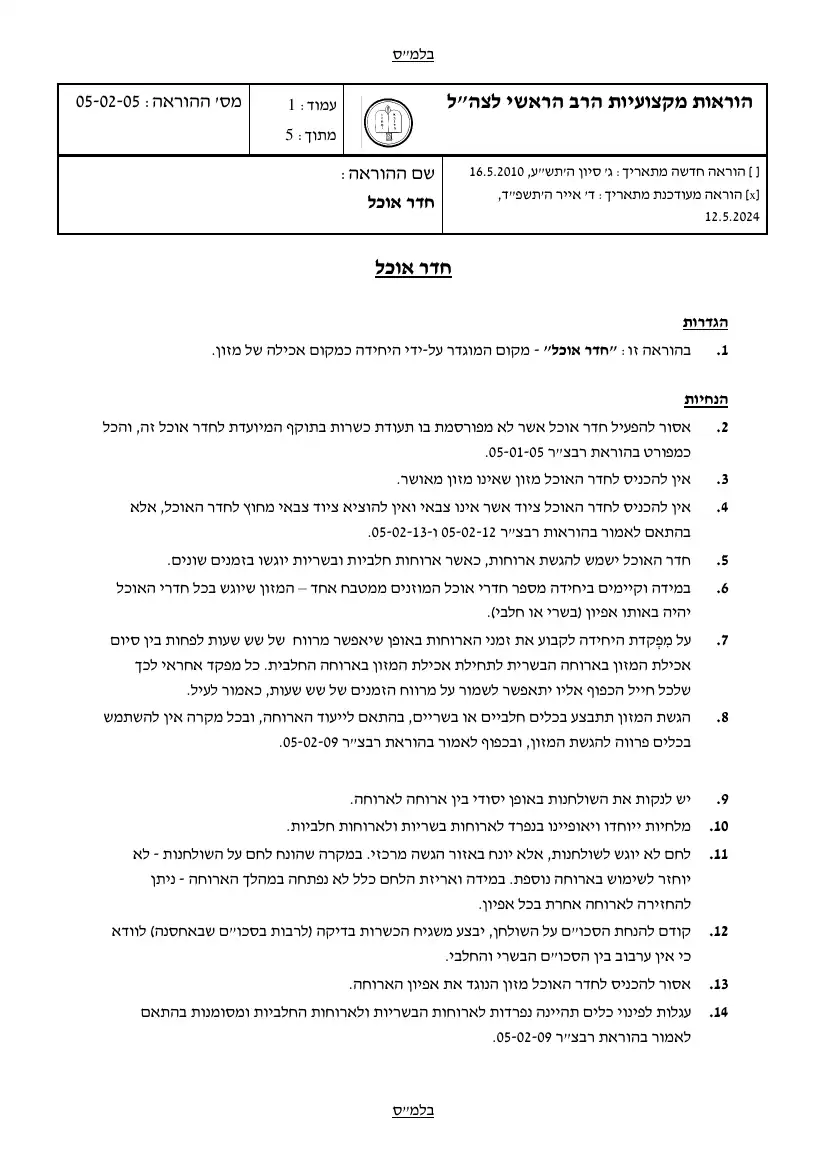 בלמ״ס
הוראות מקצועיות הרב הראשי לצה״ל
עמוד: 1
מתוך: 5
מס׳ ההוראה: 05-02-05
[ ] הוראה חדשה מתאריך: ג׳ סיון ה׳תש״ע, 16.5.2010
[x] הוראה מעודכנת מתאריך: ד׳ אייר ה׳תשפ״ד,
12.5.2024
שם ההוראה:
חדר אוכל
חדר אוכל
הגדרות
1. בהוראה זו: ״חדר אוכל״ - מקום המוגדר על-ידי היחידה כמקום אכילה של מזון.
הנחיות
2. אסור להפעיל חדר אוכל אשר לא מפורסמת בו תעודת כשרות בתוקף המיועדת לחדר אוכל זה, והכל
כמפורט בהוראת רבצ״ר 05-01-05.
3. אין להכניס לחדר האוכל מזון שאינו מזון מאושר.
4. אין להכניס לחדר האוכל ציוד אשר אינו צבאי ואין להוציא ציוד צבאי מחוץ לחדר האוכל, אלא
בהתאם לאמור בהוראות רבצ״ר 05-02-12 ו-05-02-13.
5. חדר האוכל ישמש להגשת ארוחות, כאשר ארוחות חלביות ובשריות יוגשו בזמנים שונים.
6. במידה וקיימים ביחידה מספר חדרי אוכל המוזנים ממטבח אחד – המזון שיוגש בכל חדרי האוכל
יהיה באותו אפיון (בשרי או חלבי).
7. על מִפְקדת היחידה לקבוע את זמני הארוחות באופן שיאפשר מרווח של שש שעות לפחות בין סיום
אכילת המזון בארוחה הבשרית לתחילת אכילת המזון בארוחה החלבית. כל מפקד אחראי לכך
שלכל חייל הכפוף אליו יתאפשר לשמור על מרווח הזמנים של שש שעות, כאמור לעיל.
8. הגשת המזון תתבצע בכלים חלביים או בשריים, בהתאם לייעוד הארוחה, ובכל מקרה אין להשתמש
בכלים פרווה להגשת המזון, ובכפוף לאמור בהוראת רבצ״ר 05-02-09.
9. יש לנקות את השולחנות באופן יסודי בין ארוחה לארוחה.
10. מלחיות ייוחדו ויאופיינו בנפרד לארוחות בשריות ולארוחות חלביות.
11. לחם לא יוגש לשולחנות, אלא יונח באזור הגשה מרכזי. במקרה שהונח לחם על השולחנות - לא
יוחזר לשימוש בארוחה נוספת. במידה ואריזת הלחם כלל לא נפתחה במהלך הארוחה - ניתן
להחזירה לארוחה אחרת בכל אפיון.
12. קודם להנחת הסכו״ם על השולחן, יבצע משגיח הכשרות בדיקה (לרבות בסכו״ם שבאחסנה) לוודא
כי אין ערבוב בין הסכו״ם הבשרי והחלבי.
13. אסור להכניס לחדר האוכל מזון הנוגד את אפיון הארוחה.
14. עגלות לפינוי כלים תהיינה נפרדות לארוחות הבשריות ולארוחות החלביות ומסומנות בהתאם
לאמור בהוראת רבצ״ר 05-02-09.
בלמ״ס